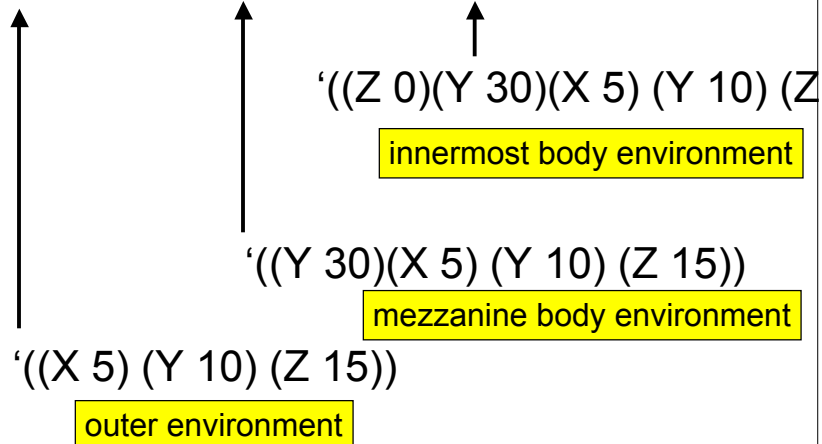 ‘((Z 0)(Y 30)(X 5) (Y 10) (Z
innermost body environment
‘((Y 30)(X 5) (Y 10) (Z 15))
mezzanine body environment
‘((X 5) (Y 10) (Z 15))
outer environment